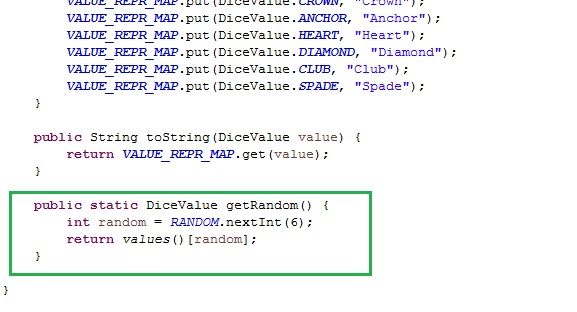 VALUE_REPR_MAP.put(DiceValue.CROWN, "Crown");
VALUE_REPR_MAP.put(DiceValue.ANCHOR, "Anchor");
VALUE_REPR_MAP.put(DiceValue.HEART, "Heart");
VALUE_REPR_MAP.put(DiceValue.DIAMOND, "Diamond");
VALUE_REPR_MAP.put(DiceValue.CLUB, "Club");
VALUE_REPR_MAP.put(DiceValue.SPADE, "Spade");
}
public String toString(DiceValue value) {
return VALUE_REPR_MAP.get(value);
}
public static DiceValue getRandom() {
int random = RANDOM.nextInt(6);
return values()[random];
}
}